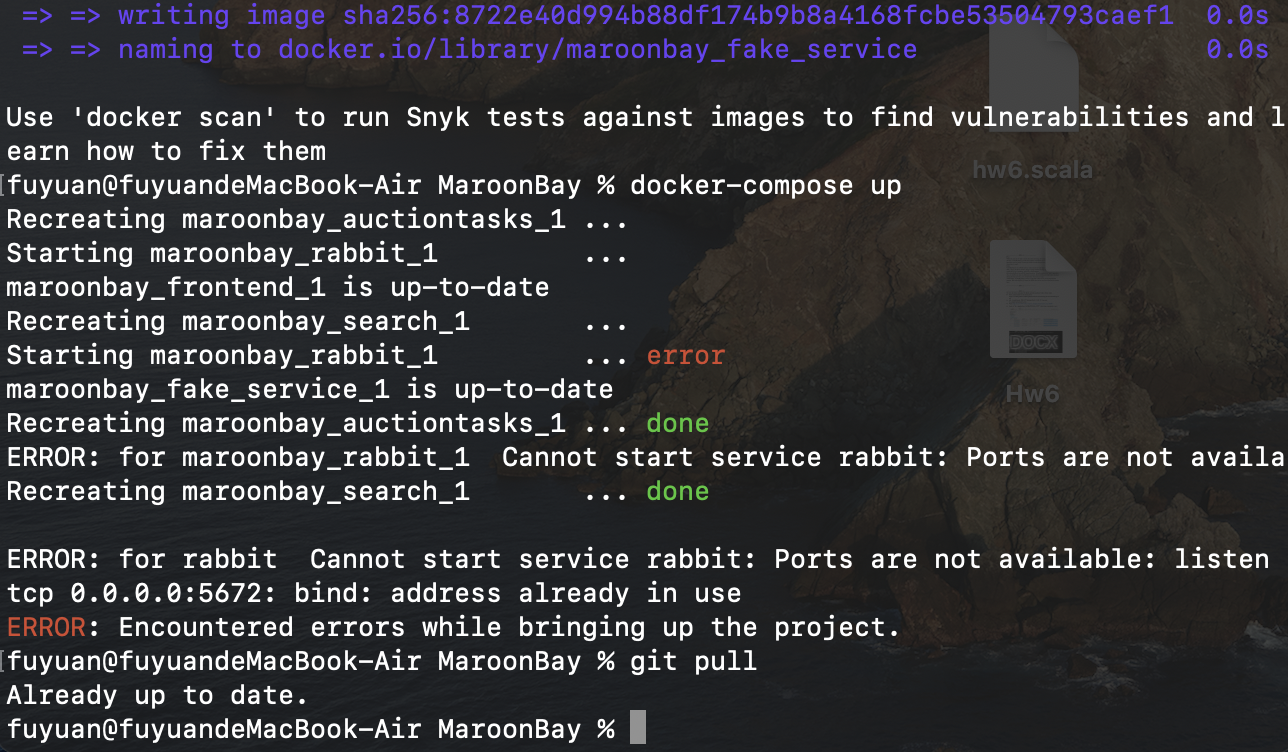 => => writing image sha256:8722e40d994b88df174b9b8a4168fcbe53504793caef1 0.0s
=> => naming to docker.io/library/maroonbay_fake_service 0.0s
Use 'docker scan' to run Snyk tests against images to find vulnerabilities and l
earn how to fix them
[fuyuan@fuyuandeMacBook-Air MaroonBay % docker-compose up
Recreating maroonbay_auctiontasks_1 ...
Starting maroonbay_rabbit_1 ...
maroonbay_frontend_1 is up-to-date
Recreating maroonbay_search_1 ...
Starting maroonbay_rabbit_1 ... error
maroonbay_fake_service_1 is up-to-date
Recreating maroonbay_auctiontasks_1 ... done
ERROR: for maroonbay_rabbit_1 Cannot start service rabbit: Ports are not availa
Recreating maroonbay_search_1 ... done
ERROR: for rabbit Cannot start service rabbit: Ports are not available: listen
tcp 0.0.0.0:5672: bind: address already in use
ERROR: Encountered errors while bringing up the project.
[fuyuan@fuyuandeMacBook-Air MaroonBay % git pull
Already up to date.
fuyuan@fuyuandeMacBook-Air MaroonBay %
hw6.scala
DOCX
Hw6